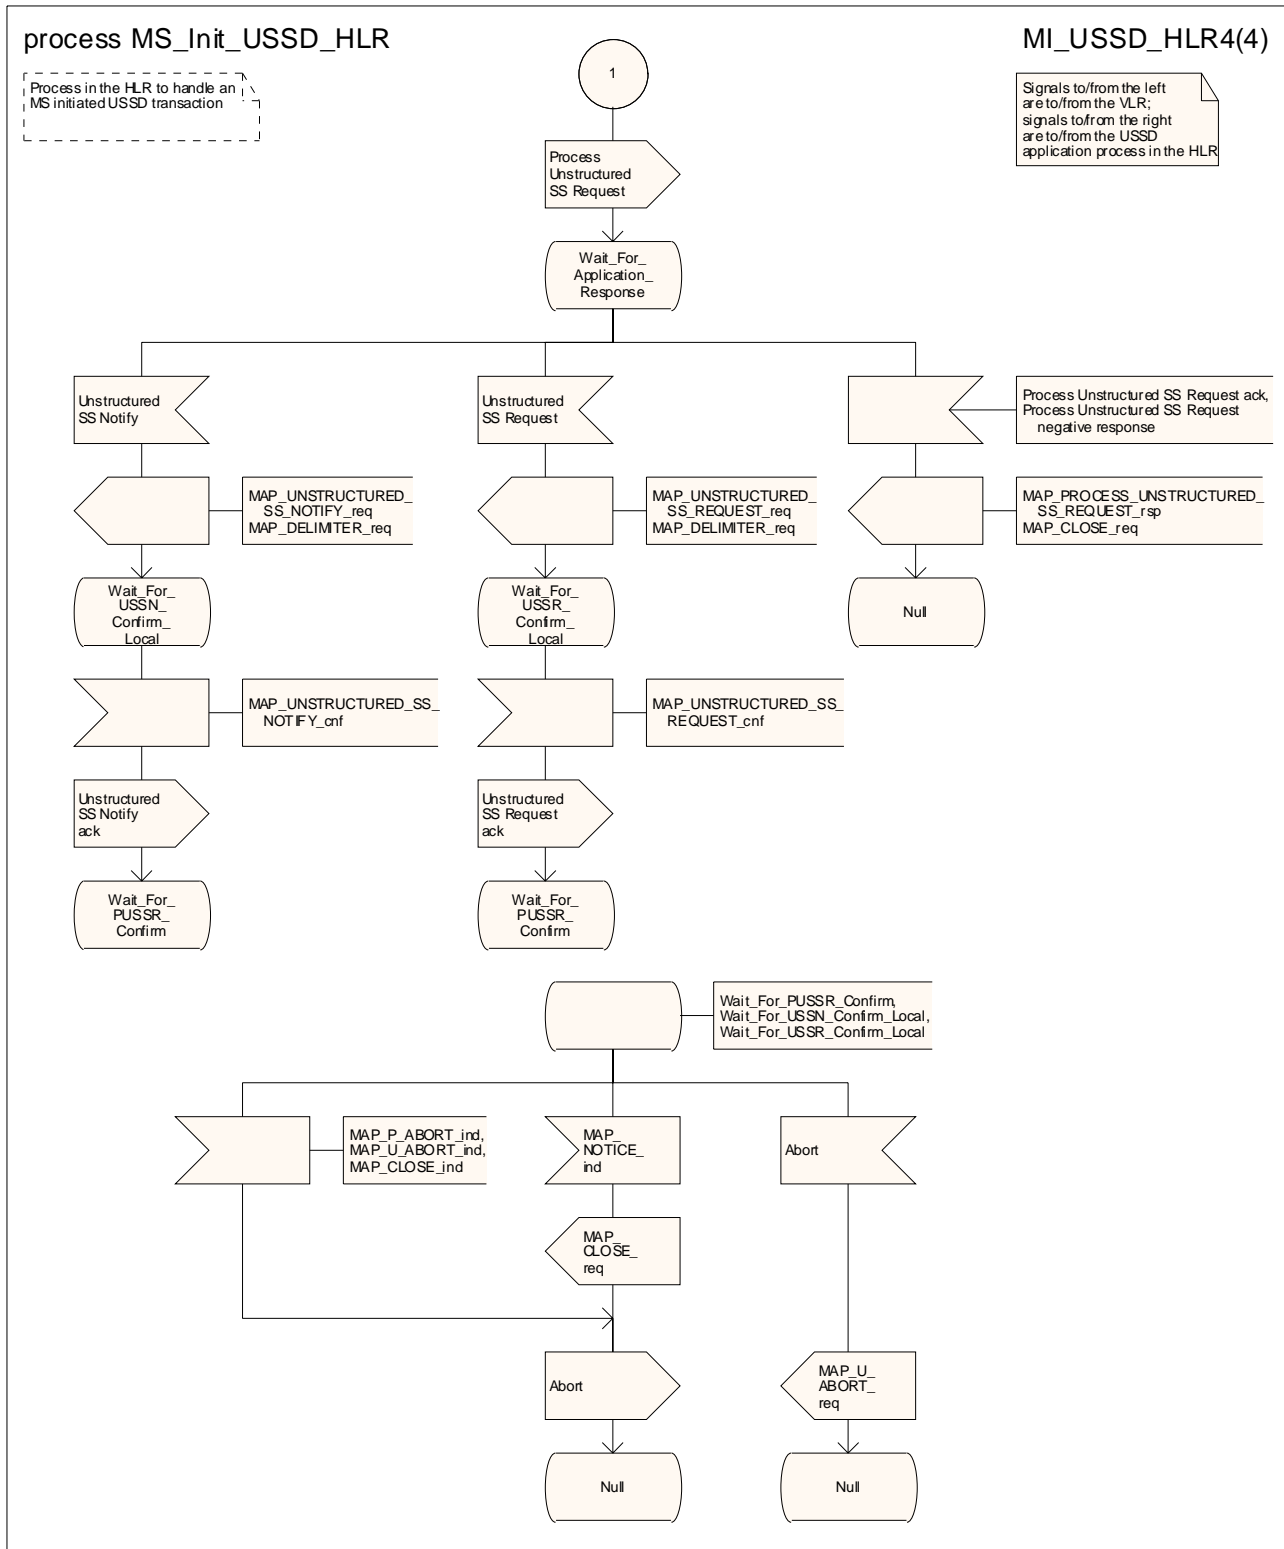 process MS_Init_USSD_HLR
MI_USSD_HLR4(4)
Process in the HLR to handle an
MS initiated USSD transaction
1
Signals to/from the left
are to/from the VLR;
signals to/from the right
are to/from the USSD
application process in the HLR
Process
Unstructured
SS Request
Wait_For_
Application_
Response
Unstructured
SS Notify
Unstructured
SS Request
Process Unstructured SS Request ack,
Process Unstructured SS Request
negative response
MAP_UNSTRUCTURED_
SS_NOTIFY_req
MAP_DELIMITER_req
MAP_UNSTRUCTURED_
SS_REQUEST_req
MAP_DELIMITER_req
MAP_PROCESS_UNSTRUCTURED_
SS_REQUEST_rsp
MAP_CLOSE_req
Wait_For_
USSN_
Confirm_
Local
Wait_For_
USSR_
Confirm_
Local
Null
MAP_UNSTRUCTURED_SS_
NOTIFY_cnf
MAP_UNSTRUCTURED_SS_
REQUEST_cnf
Unstructured
SS Notify
ack
Unstructured
SS Request
ack
Wait_For_
PUSSR_
Confirm
Wait_For_
PUSSR_
Confirm
Wait_For_PUSSR_Confirm,
Wait_For_USSN_Confirm_Local,
Wait_For_USSR_Confirm_Local
MAP_P_ABORT_ind,
MAP_U_ABORT_ind,
MAP_CLOSE_ind
MAP_
NOTICE_
ind
Abort
MAP_
CLOSE_
req
Abort
MAP_U_
ABORT_
req
Null
Null